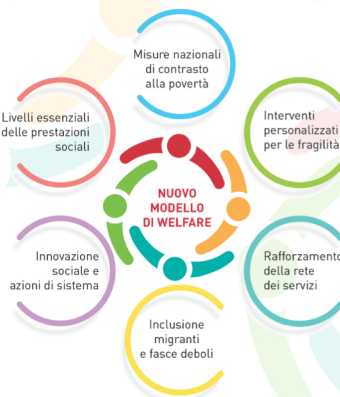 Misure nazionali
di contrasto
alla povertà
Livelli essenziali
delle prestazioni
sociali
Interventi
personalizzati
per le fragilità
NUOVO
MODELLO
DI WELFARE
Innovazione
sociale e
azioni di sistema
Rafforzamento
della rete
dei servizi
Inclusione
migranti
e fasce deboli